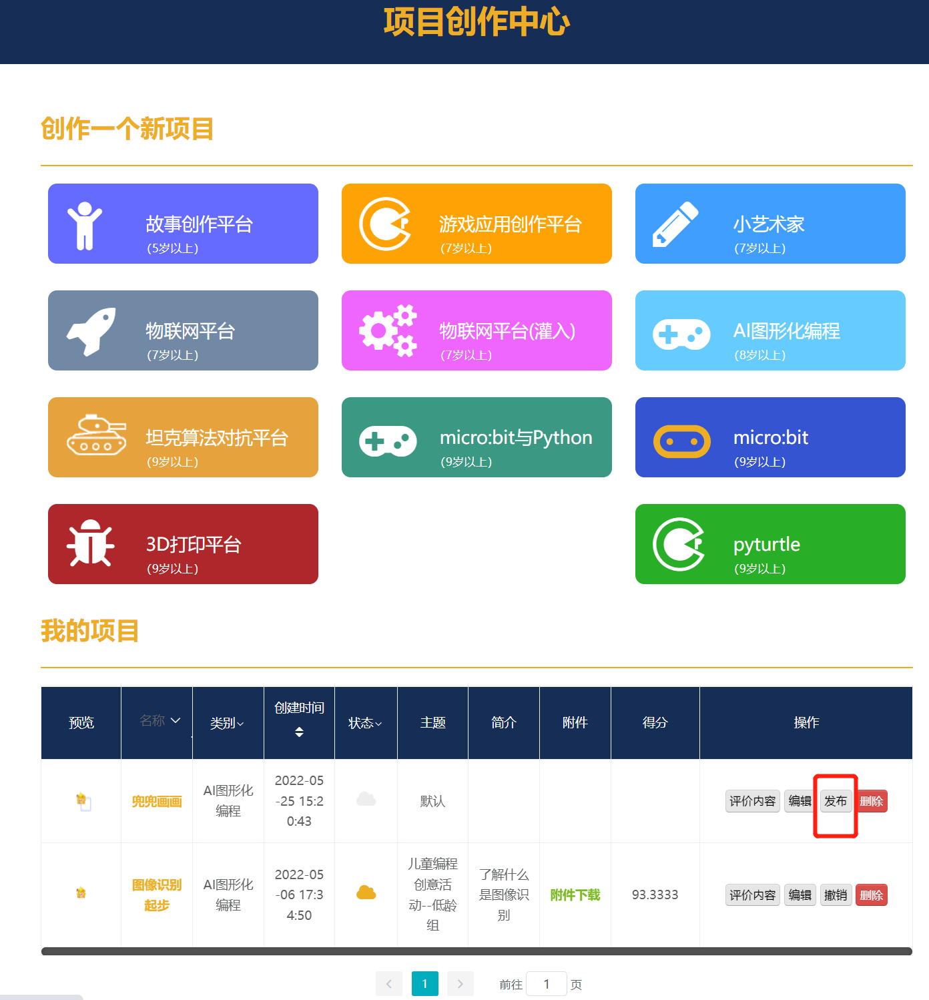 项目创作中心
创作一个新项目
故事创作平台
(5岁以上)
游戏应用创作平台
(7岁以上)
小艺术家
(7岁以上)
物联网平台
(7岁以上)
物联网平台(灌入)
(7岁以上)
AI图形化编程
(8岁以上)
坦克算法对抗平台
(9岁以上)
micro:bit与Python
(9岁以上)
micro:bit
(9岁以上)
3D打印平台
(9岁以上)
pyturtle
(9岁以上)
我的项目
预览 名称 类别 创建时间 状态 主题 简介 附件 得分 操作
兜兜画画
AI图形化
编程
2022-05
-25 15:2
0:43
默认
评价内容 编辑 发布 删除
图像识别
起步
AI图形化
编程
2022-05
-06 17:3
4:50
儿童编程
创意活
动--低龄
组
了解什么
是图像识
别
附件下载
93.3333
评价内容 编辑 撤销 删除
1 前往 1 页